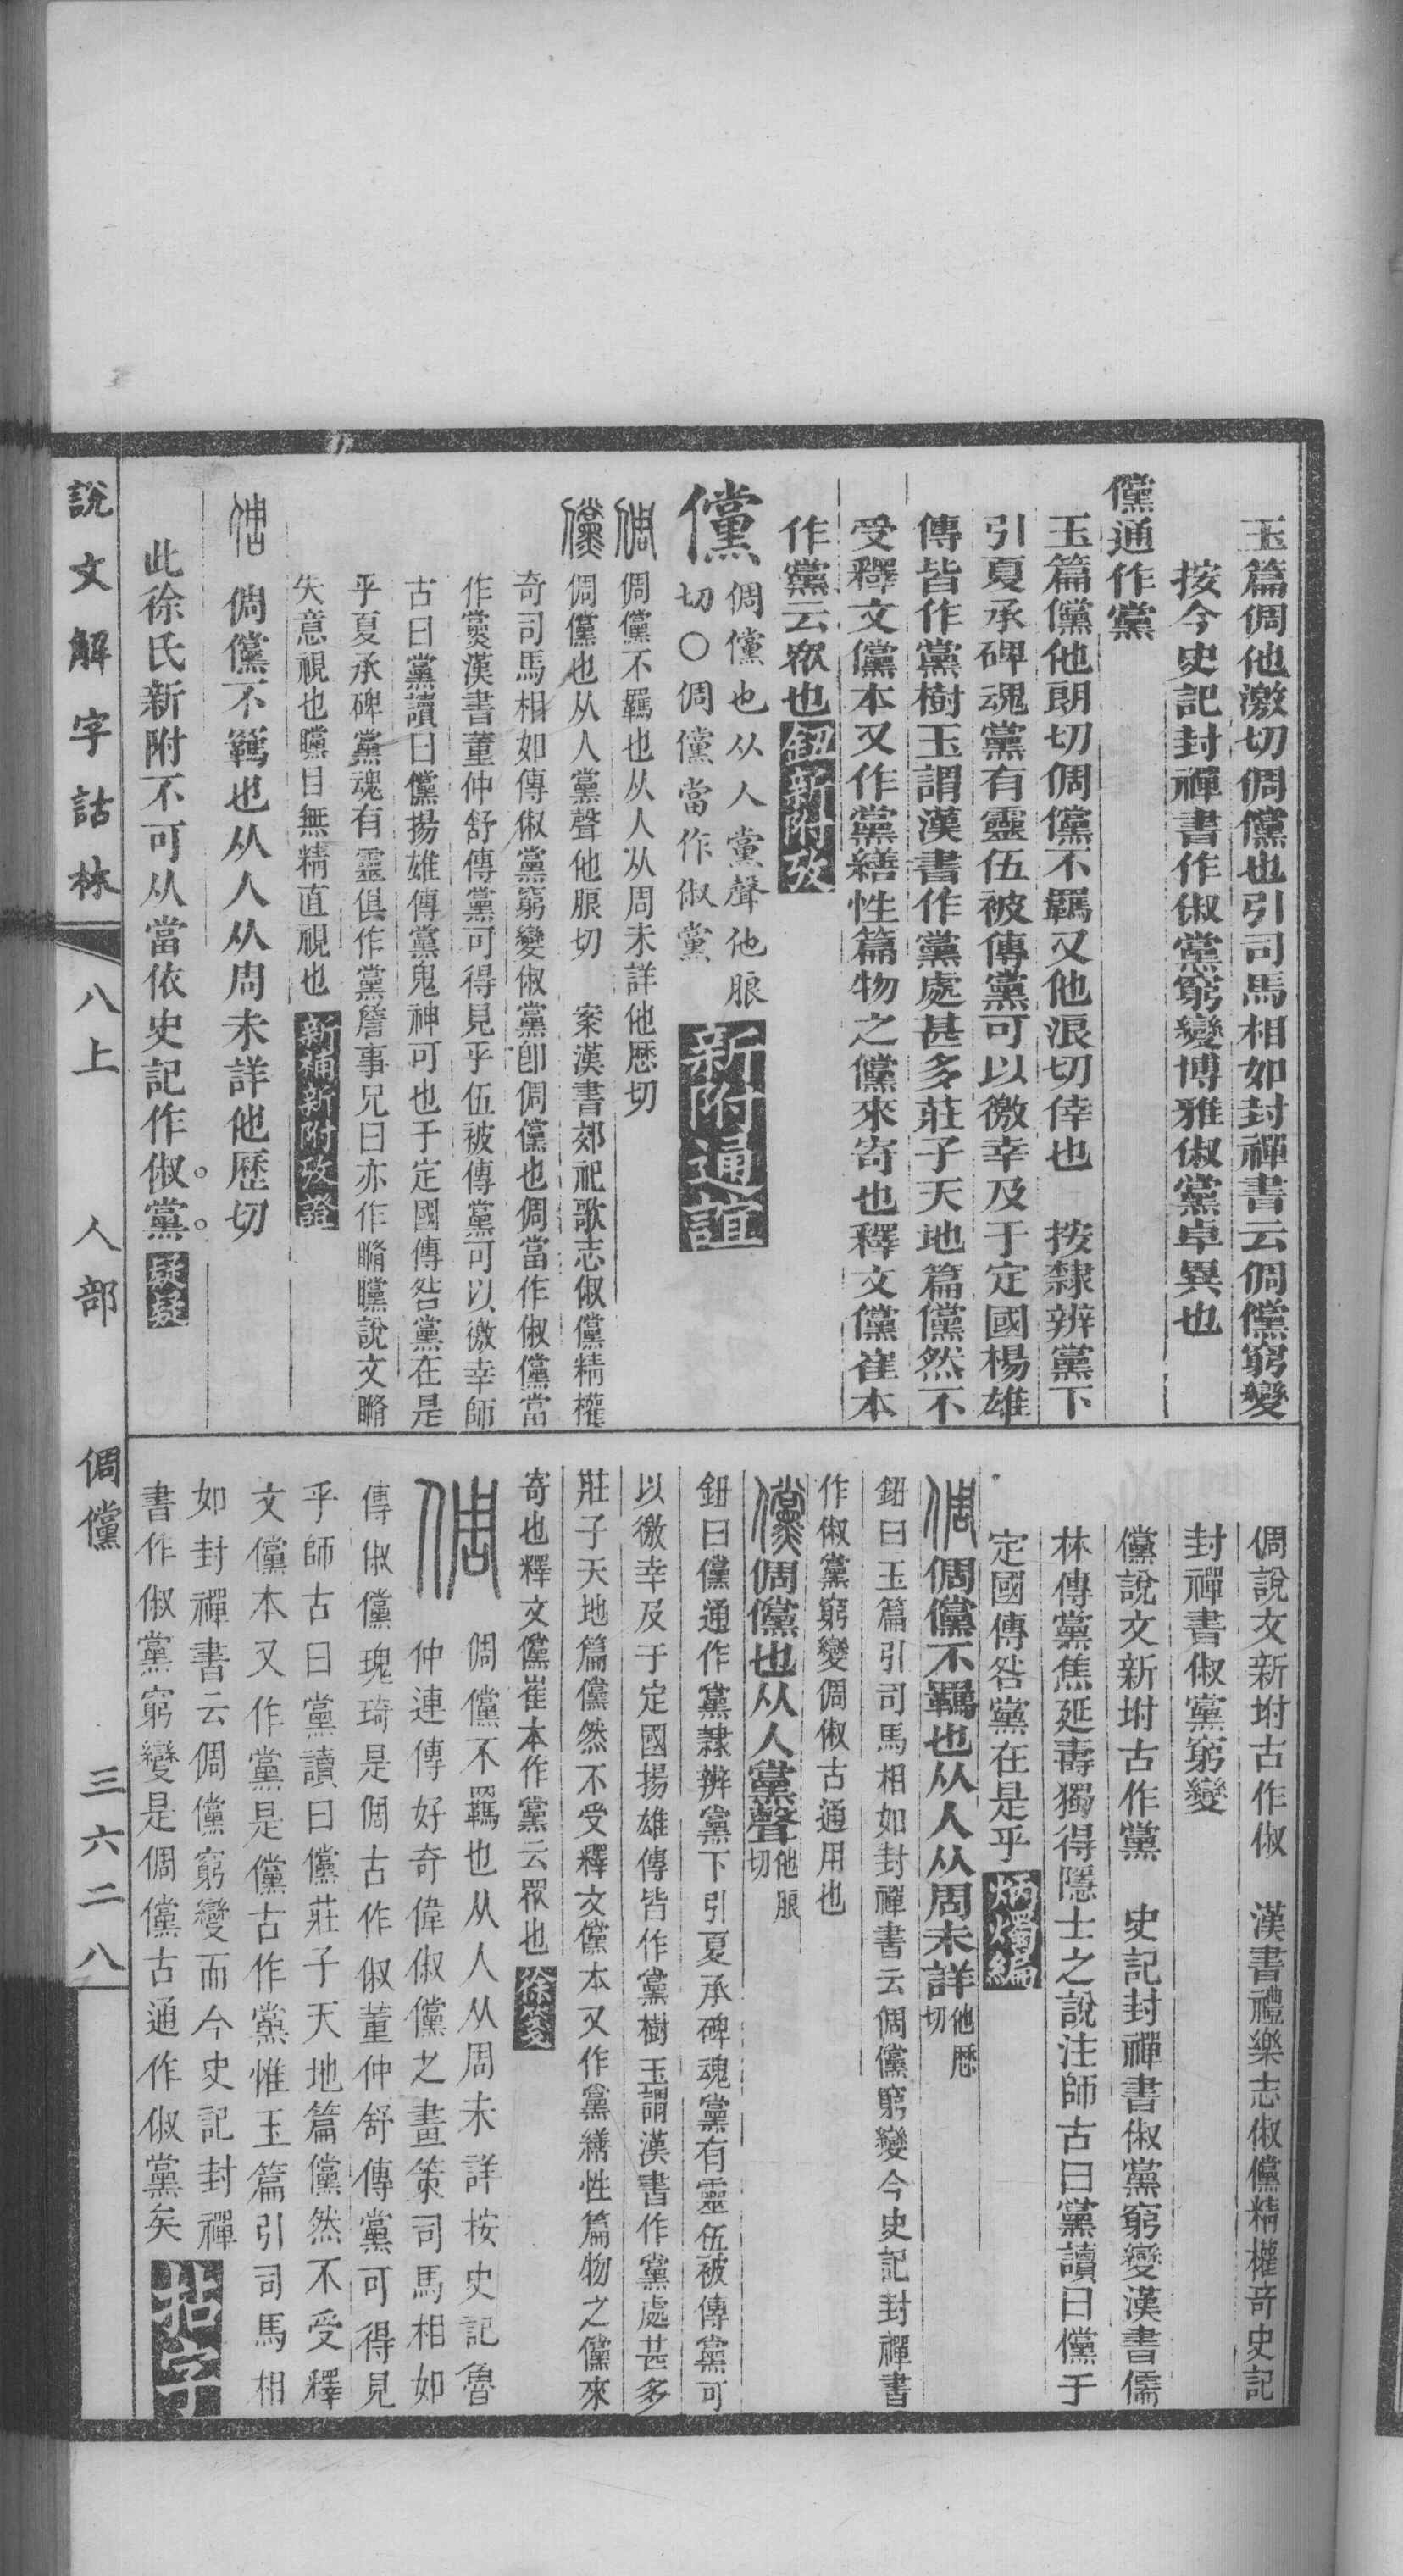 玉篇倜他激切倜儻也引司馬相如封禪書云倜儻窮變
按今史記封禪書作俶黨窮變博雅俶黨卓異也
儻通作黨
玉篇儻他朗切倜儻不羈又他浪切倖也 按隸辨黨下
引夏承碑魂黨有靈伍被傳黨可以徼幸及于定國楊雄
傳皆作黨樹玉謂漢書作黨處甚多莊子天地篇儻然不
受釋文儻本又作黨繕性篇物之儻來寄也釋文儻崔本
作黨云衆也 鈕新附攷
儻 倜儻也从人黨聲他朖
切〇倜儻當作俶黨 新附通誼
倜 倜儻不羈也从人从周未詳他歷切
儻 倜儻也从人黨聲他朖切 案漢書郊祀歌志俶儻精權
奇司馬相如傳俶黨窮變俶黨卽倜儻也倜當作俶儻當
作黨漢書董仲舒傳黨可得見乎伍被傳黨可以徼幸師
古曰黨讀曰儻揚雄傳黨鬼神可也于定國傳咎黨在是
乎夏承碑黨魂有靈俱作黨詹事兄曰亦作矘說文
失意視也矘目無精直視也 新補新附攷證
倜 倜儻不羈也从人从周未詳他歷切
此徐氏新附不可从當依史記作俶黨 疑疑
倜說文新坿古作俶 漢書禮樂志俶儻精權奇史記
封禪書俶黨窮變
儻說文新坿古作黨 史記封禪書俶黨窮變漢書儒
林傳黨焦延壽獨得隱士之說注師古曰黨讀曰儻于
定國傳咎黨在是乎 炳燭編
倜 倜儻不羈也从人从周未詳他歷切
鈕曰玉篇引司馬相如封禪書云倜儻窮變今史記封禪書
作俶黨窮變倜俶古通用也
儻 倜儻也从人黨聲他朖切
鈕曰儻通作黨隸辨黨下引夏承碑魂黨有靈伍被傳黨可
以徼幸及于定國揚雄傳皆作黨樹玉謂漢書作黨處甚多
莊子天地篇儻然不受釋文儻本又作黨繕性篇物之儻來
寄也釋文儻崔本作黨云眾也 徐箋
倜 倜儻不羈也从人从周未詳按史記魯
仲連傳好奇偉俶儻之畫策司馬相如
傳俶儻瑰琦是倜古作俶董仲舒傳黨可得見
乎師古曰黨讀曰儻莊子天地篇儻然不受釋
文儻本又作黨是儻古作黨惟玉篇引司馬相
如封禪書云倜儻窮變而今史記封禪
書作俶黨窮變是倜儻古通作俶黨矣
說文解字詁林 八上 人部 倜儻 三六二八